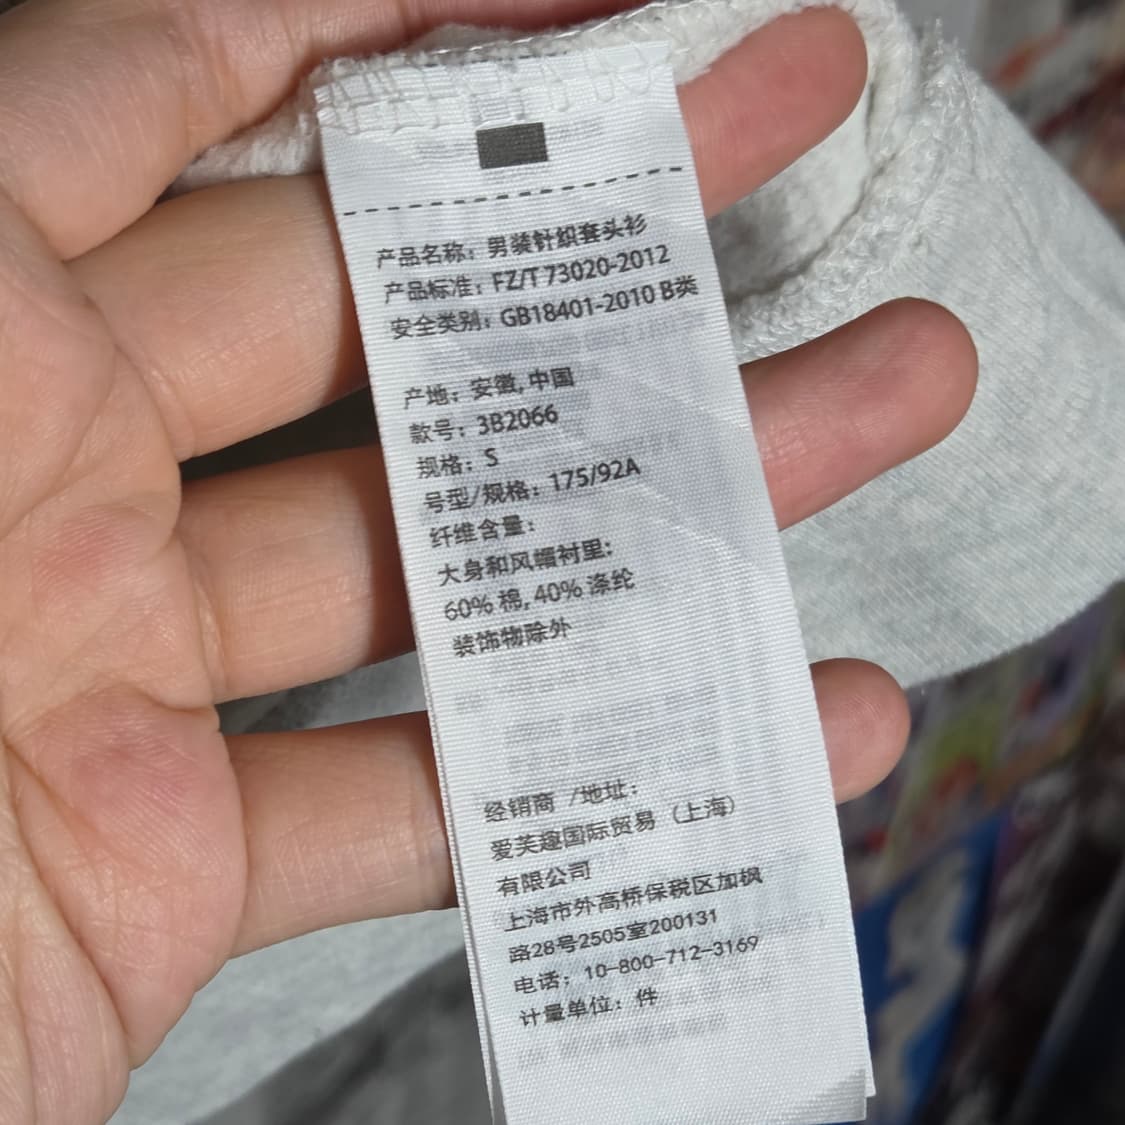 产品名称：男装针织套头衫
产品标准：FZ/T 73020-2012
安全类别：GB18401-2010 B类
产地：安徽,中国
款号：3B2066
规格：S
号型/规格：175/92A
纤维含量：
大身和风帽衬里:
60% 棉, 40% 涤纶
装饰物除外
经销商 /地址：
爱芙趣国际贸易（上海）
有限公司
上海市外高桥保税区加枫
路28号2505室200131
电话：10-800-712-3169
计量单位：件